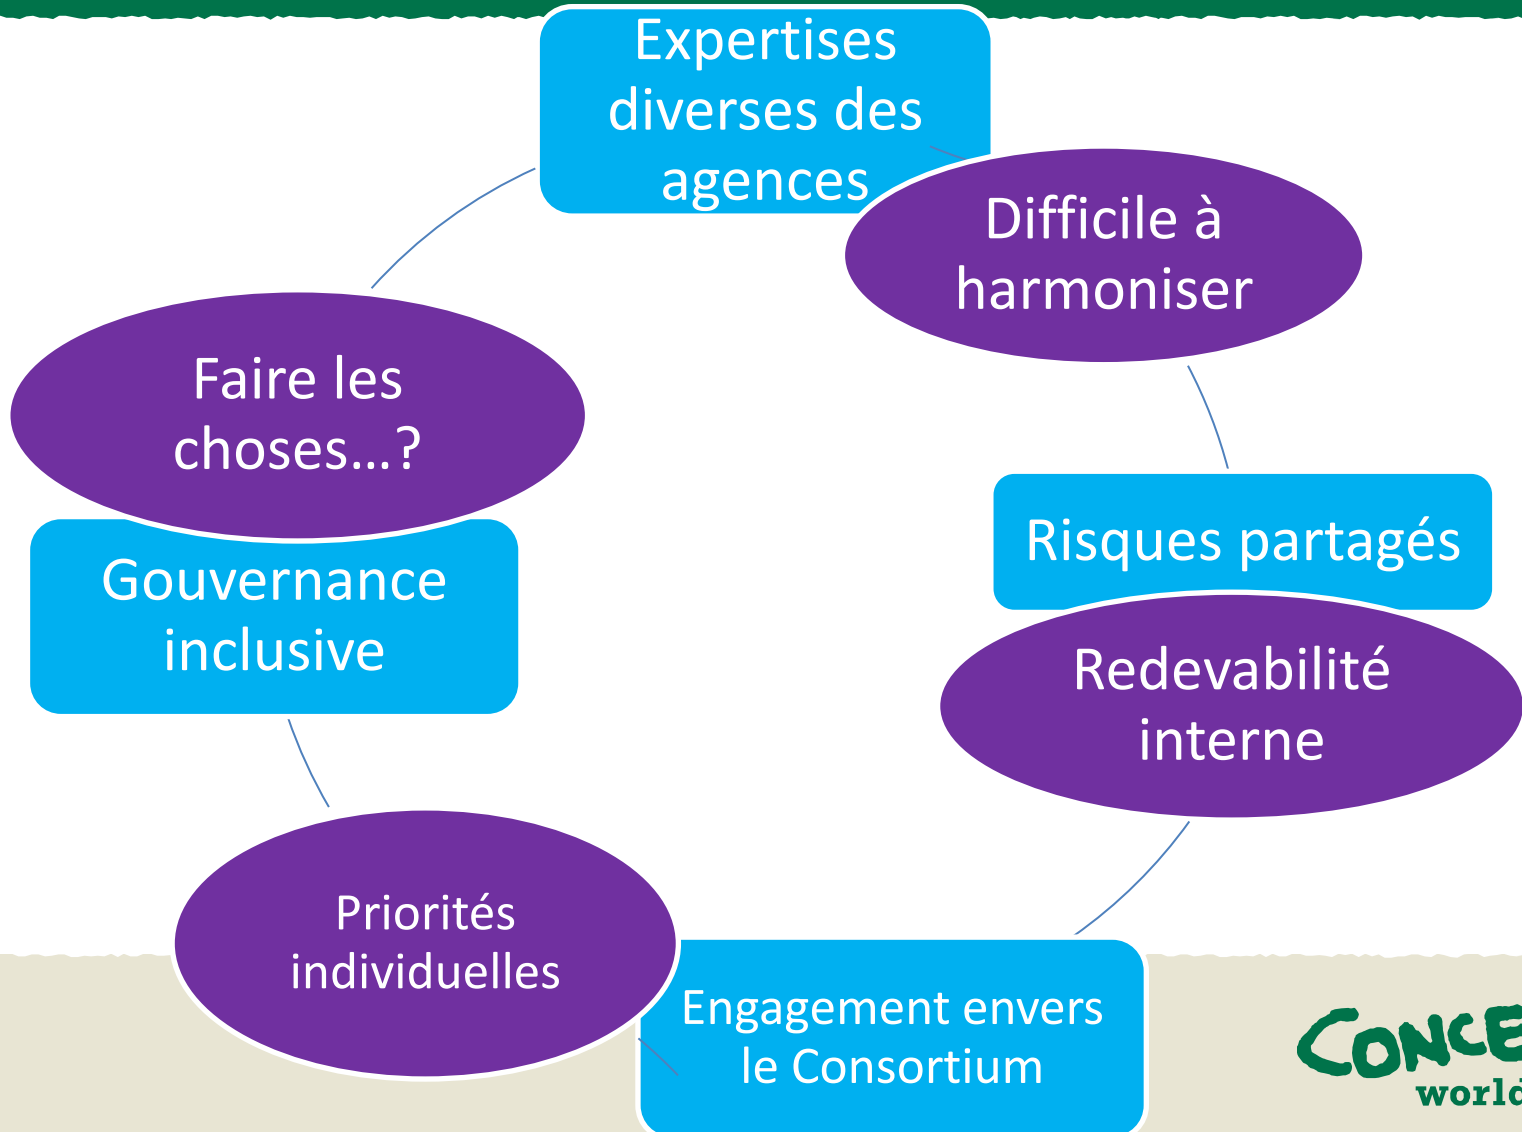 Expertises
diverses des
agences
Difficile à
harmoniser
Risques partagés
Redevabilité
interne
Engagement envers
le Consortium
Priorités
individuelles
Gouvernance
inclusive
Faire les
choses...?